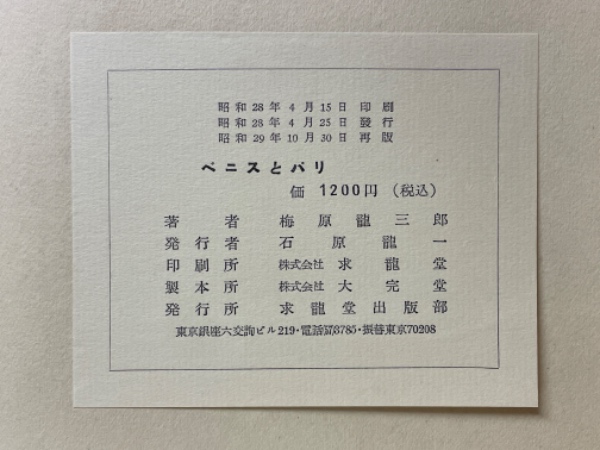 昭和28年4月15日 印刷
昭和28年4月25日 發行
昭和29年10月30日 再版
ベニスとパリ
価 1200円 (税込)
著者 梅原龍三郎
発行者 石原龍一
印刷所 株式会社 求龍堂
製本所 株式会社 大完堂
発行所 求龍堂出版部
東京銀座六交詢ビル219・電話 3785・振替東京70208